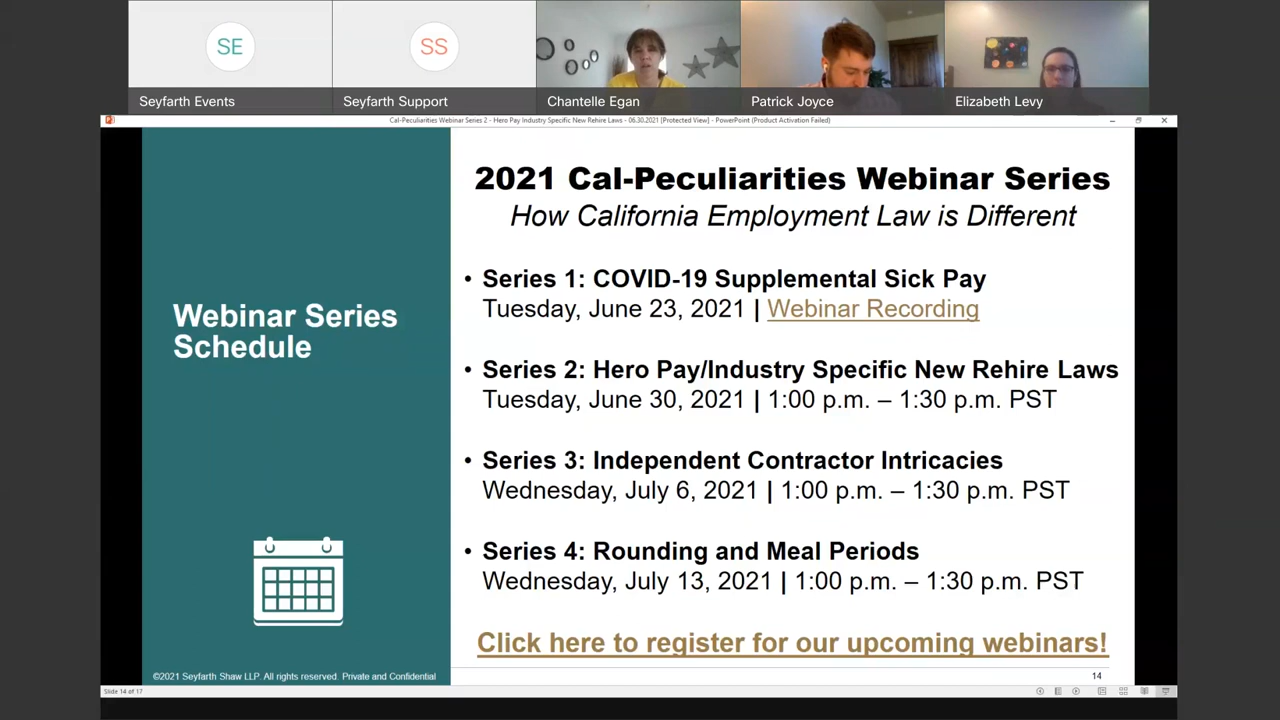 SE
SS
Seyfarth Events
Seyfarth Support
Chantelle Egan
Patrick Joyce
Elizabeth Levy
Cal-Peculiarities Webinar Series 2 - Hero Pay Industry Specific New Rehire Laws - 06.30.2021 [Protected View] - PowerPoint (Product Activation Failed)
Webinar Series
Schedule
2021 Cal-Peculiarities Webinar Series
How California Employment Law is Different
• Series 1: COVID-19 Supplemental Sick Pay
Tuesday, June 23, 2021 | Webinar Recording
• Series 2: Hero Pay/Industry Specific New Rehire Laws
Tuesday, June 30, 2021 | 1:00 p.m. – 1:30 p.m. PST
• Series 3: Independent Contractor Intricacies
Wednesday, July 6, 2021 | 1:00 p.m. – 1:30 p.m. PST
• Series 4: Rounding and Meal Periods
Wednesday, July 13, 2021 | 1:00 p.m. – 1:30 p.m. PST
Click here to register for our upcoming webinars!
©2021 Seyfarth Shaw LLP. All rights reserved. Private and Confidential
14
Slide 14 of 17